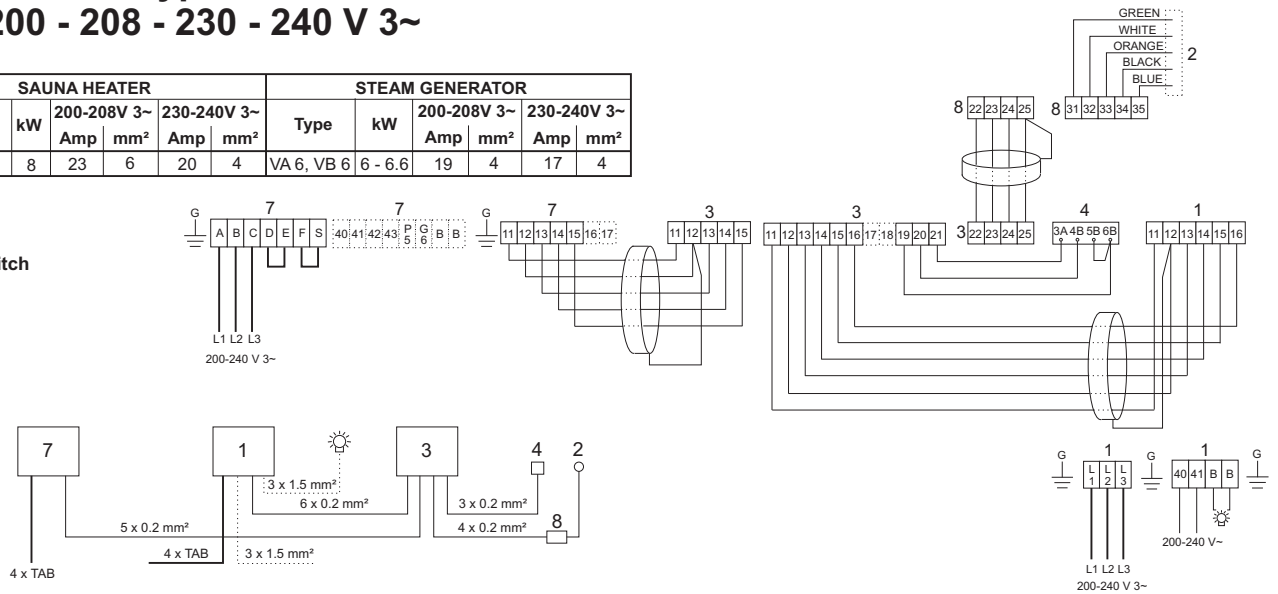 200 - 208 - 230 - 240 V 3~
SAUNA HEATER STEAM GENERATOR
kW 200-208V 3~ 230-240V 3~ Type kW 200-208V 3~ 230-240V 3~
Amp mm² Amp mm² Amp mm² Amp mm²
8 23 6 20 4 VA 6, VB 6 6 - 6.6 19 4 17 4
GREEN
WHITE
ORANGE
BLACK
BLUE
2
8 22 23 24 25
8 31 32 33 34 35
G
7
A B C D E F S
7
40 41 42 43 P5 G6 B B
G
7
11 12 13 14 15 16 17
3
11 12 13 14 15
3
11 12 13 14 15 16 17 18 19 20 21
3 22 23 24 25
4
3A 4B 5B 6B
1
11 12 13 14 15 16
itch
L1 L2 L3
200-240 V 3~
7
1
3
4
2
3 x 1.5 mm²
6 x 0.2 mm²
3 x 0.2 mm²
5 x 0.2 mm²
4 x 0.2 mm²
8
4 x TAB
3 x 1.5 mm²
4 x TAB
G
1
L1 L2 L3
G
1
40 41 B B
G
200-240 V~
L1 L2 L3
200-240 V 3~